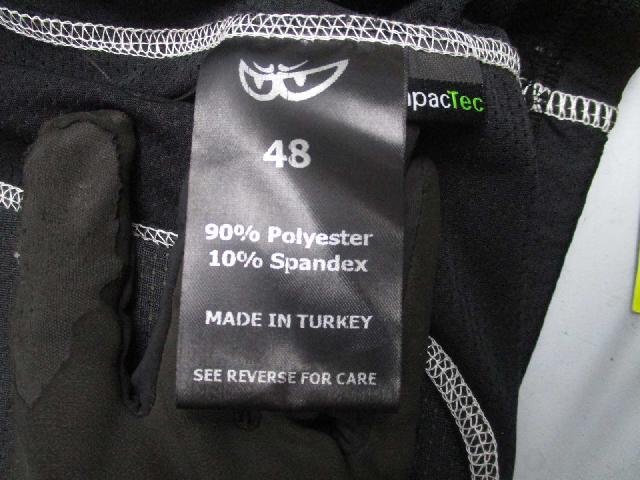 48
pacTec
90% Polyester
10% Spandex
MADE IN TURKEY
SEE REVERSE FOR CARE